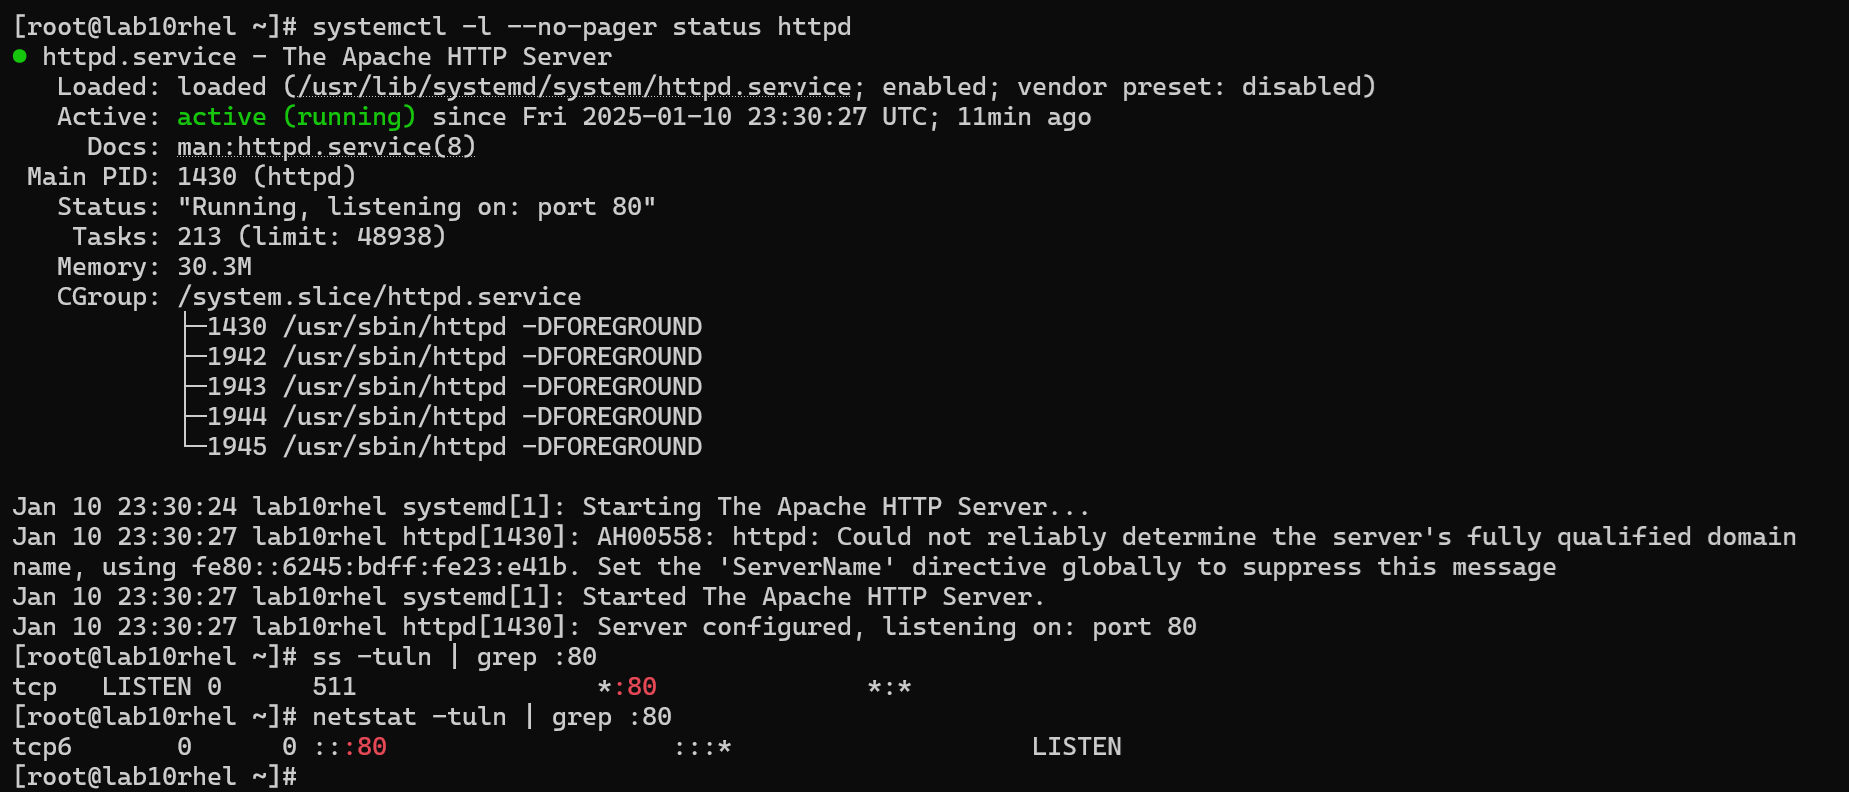 [root@lab10rhel ~]# systemctl -l --no-pager status httpd
● httpd.service - The Apache HTTP Server
   Loaded: loaded (/usr/lib/systemd/system/httpd.service; enabled; vendor preset: disabled)
   Active: active (running) since Fri 2025-01-10 23:30:27 UTC; 11min ago
     Docs: man:httpd.service(8)
 Main PID: 1430 (httpd)
   Status: "Running, listening on: port 80"
    Tasks: 213 (limit: 48938)
   Memory: 30.3M
   CGroup: /system.slice/httpd.service
           ├─1430 /usr/sbin/httpd -DFOREGROUND
           ├─1942 /usr/sbin/httpd -DFOREGROUND
           ├─1943 /usr/sbin/httpd -DFOREGROUND
           ├─1944 /usr/sbin/httpd -DFOREGROUND
           └─1945 /usr/sbin/httpd -DFOREGROUND

Jan 10 23:30:24 lab10rhel systemd[1]: Starting The Apache HTTP Server...
Jan 10 23:30:27 lab10rhel httpd[1430]: AH00558: httpd: Could not reliably determine the server's fully qualified domain
name, using fe80::6245:bdff:fe23:e41b. Set the 'ServerName' directive globally to suppress this message
Jan 10 23:30:27 lab10rhel systemd[1]: Started The Apache HTTP Server.
Jan 10 23:30:27 lab10rhel httpd[1430]: Server configured, listening on: port 80
[root@lab10rhel ~]# ss -tuln | grep :80
tcp   LISTEN 0      511                *:80              *:*
[root@lab10rhel ~]# netstat -tuln | grep :80
tcp6       0      0 :::80                   :::*                    LISTEN
[root@lab10rhel ~]#